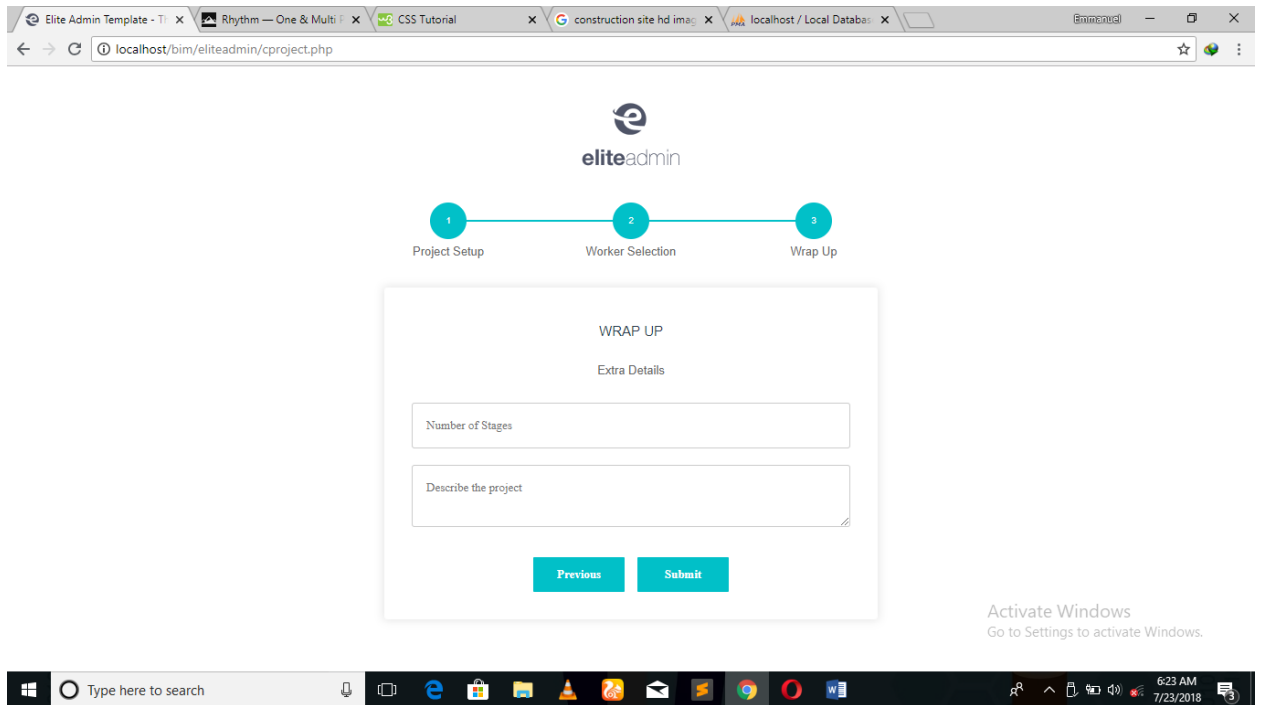 Elite Admin Template - Th
Rhythm — One & Multi P
CSS Tutorial
construction site hd imag
localhost / Local Databas
Emmanuel
localhost/bim/eliteadmin/cproject.php
eliteadmin
1
2
3
Project Setup
Worker Selection
Wrap Up
WRAP UP
Extra Details
Number of Stages
Describe the project
Previous
Submit
Activate Windows
Go to Settings to activate Windows.
Type here to search
6:23 AM
7/23/2018
3